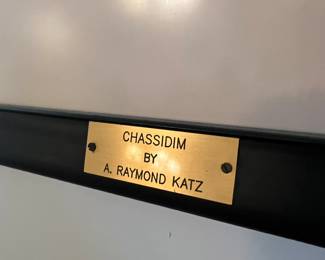 CHASSIDIM
BY
A. RAYMOND KATZ